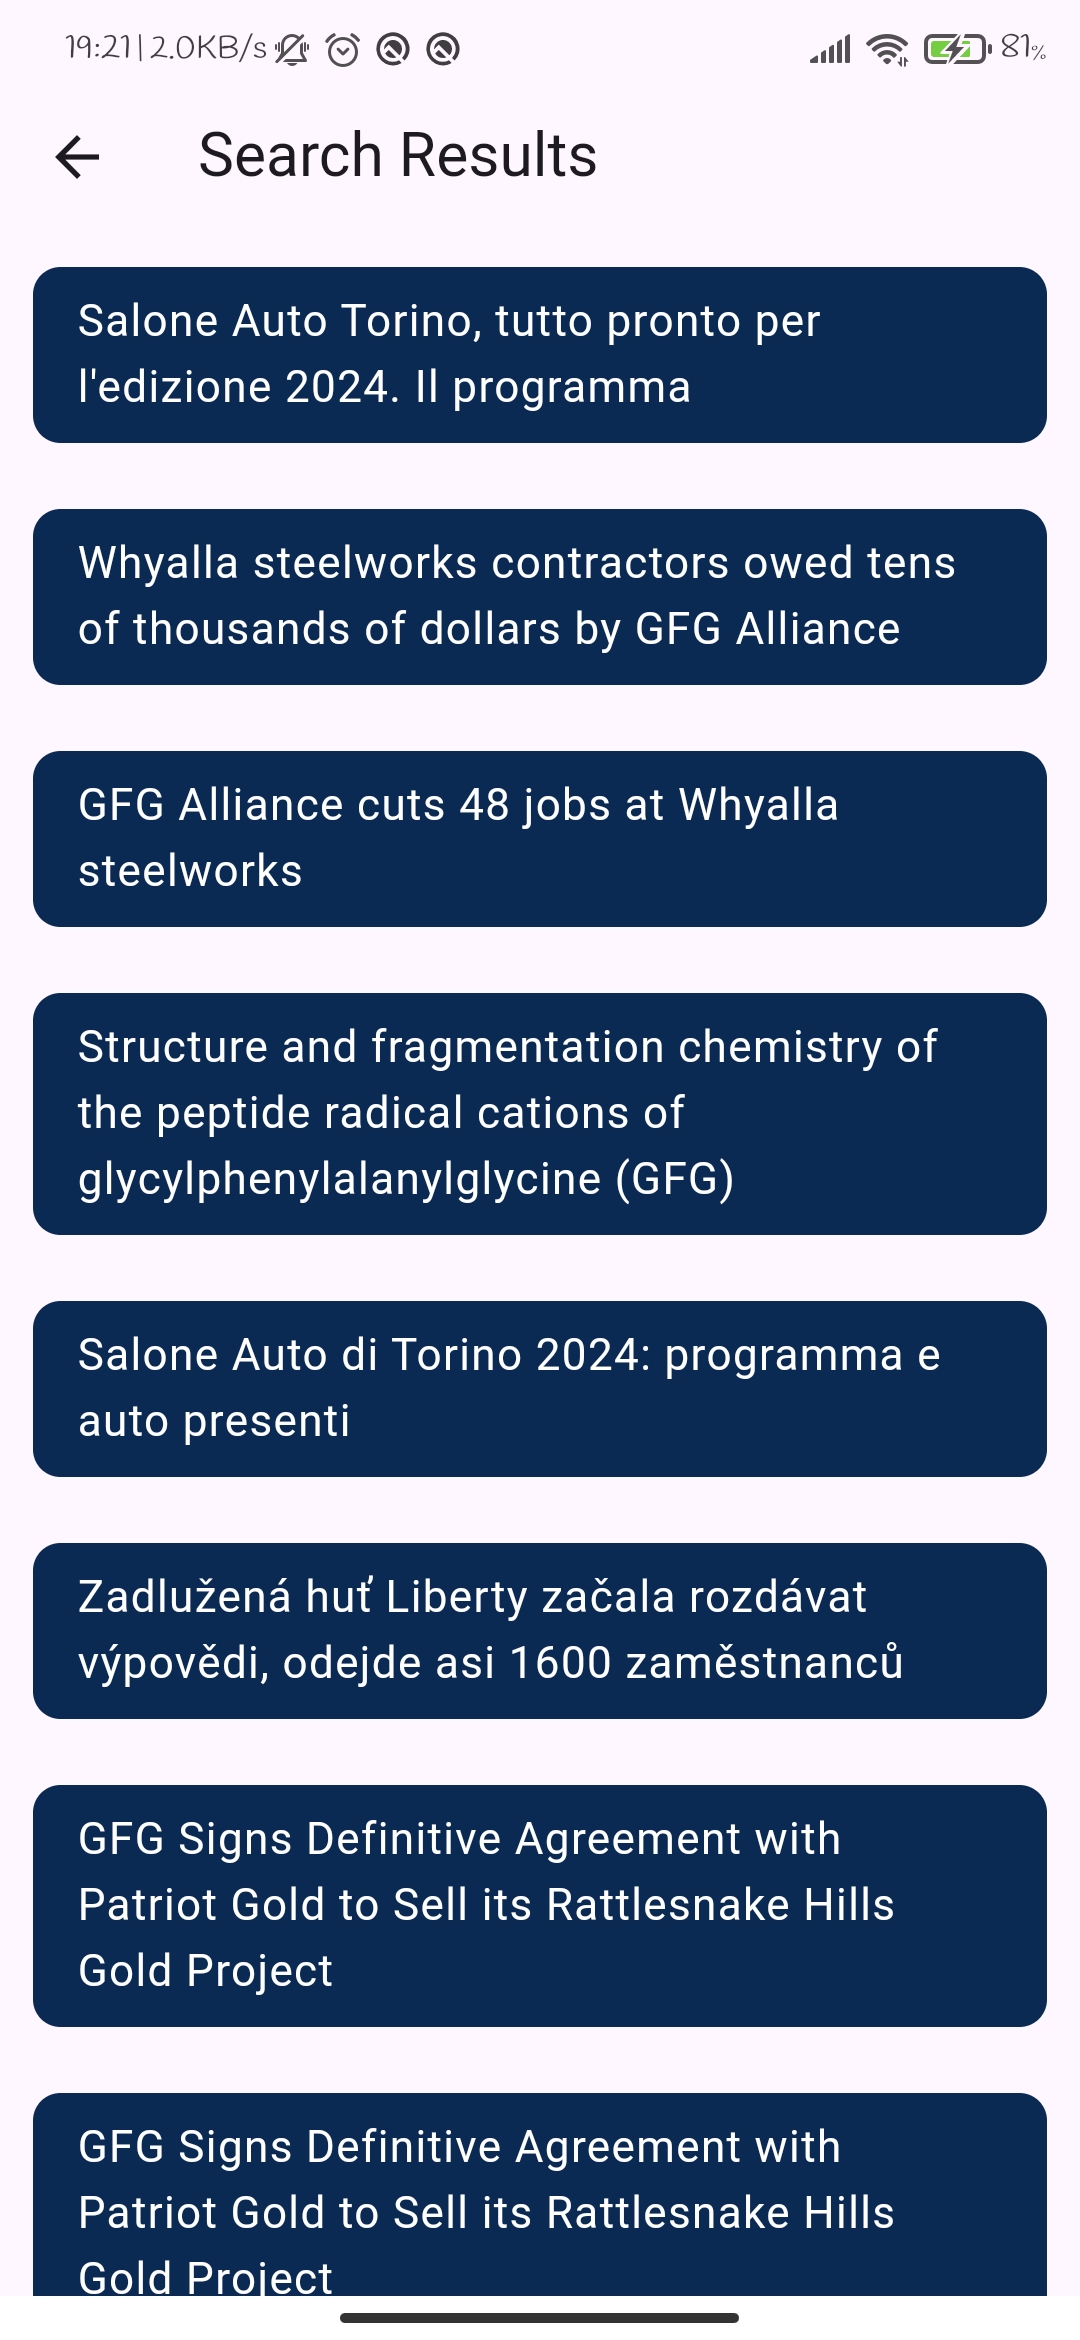 19:21 | 2.0KB/s
81%
Search Results
Salone Auto Torino, tutto pronto per
l'edizione 2024. Il programma
Whyalla steelworks contractors owed tens
of thousands of dollars by GFG Alliance
GFG Alliance cuts 48 jobs at Whyalla
steelworks
Structure and fragmentation chemistry of
the peptide radical cations of
glycylphenylalanylglycine (GFG)
Salone Auto di Torino 2024: programma e
auto presenti
Zadlužená huť Liberty začala rozdávat
výpovědi, odejde asi 1600 zaměstnanců
GFG Signs Definitive Agreement with
Patriot Gold to Sell its Rattlesnake Hills
Gold Project
GFG Signs Definitive Agreement with
Patriot Gold to Sell its Rattlesnake Hills
Gold Project